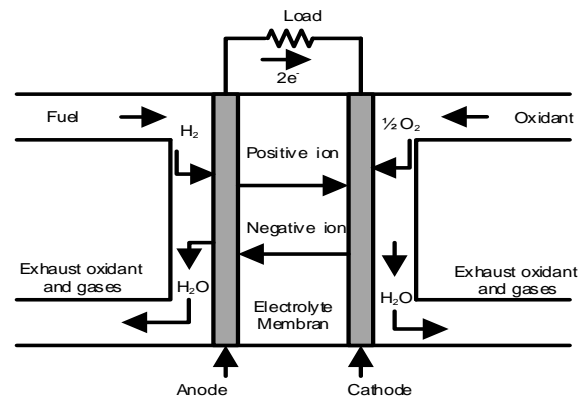 Load
2e⁻
Fuel
H₂
½O₂
Oxidant
Positive ion
Negative ion
Exhaust oxidant
and gases
H₂O
Electrolyte
Membran
H₂O
Exhaust oxidant
and gases
Anode
Cathode